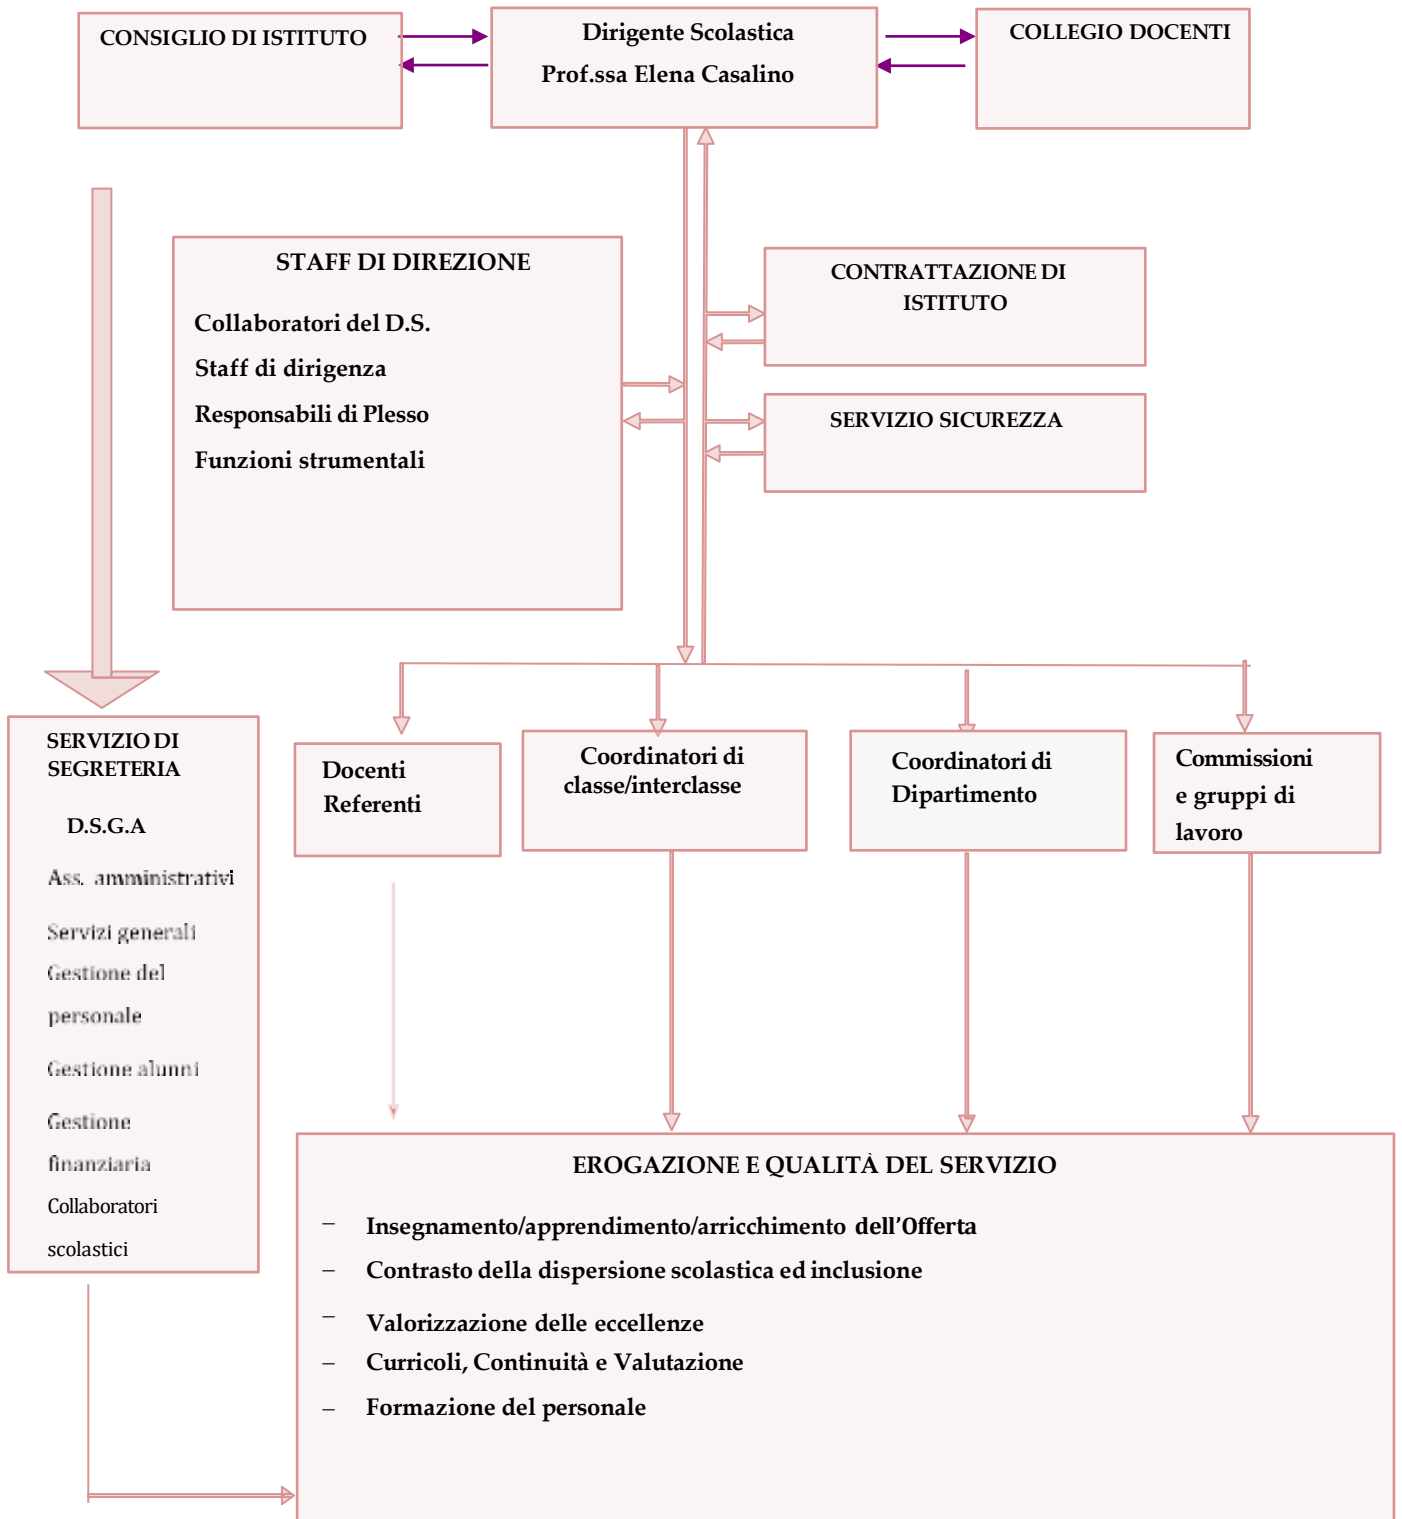 CONSIGLIO DI ISTITUTO
Dirigente Scolastica
Prof.ssa Elena Casalino
COLLEGIO DOCENTI
STAFF DI DIREZIONE
Collaboratori del D.S.
Staff di dirigenza
Responsabili di Plesso
Funzioni strumentali
CONTRATTAZIONE DI
ISTITUTO
SERVIZIO SICUREZZA
SERVIZIO DI
SEGRETERIA
D.S.G.A
Ass. amministrativi
Servizi generali
Gestione del
personale
Gestione alunni
Gestione
finanziaria
Collaboratori
scolastici
Docenti
Referenti
Coordinatori di
classe/interclasse
Coordinatori di
Dipartimento
Commissioni
e gruppi di
lavoro
EROGAZIONE E QUALITÀ DEL SERVIZIO
– Insegnamento/apprendimento/arricchimento dell'Offerta
– Contrasto della dispersione scolastica ed inclusione
– Valorizzazione delle eccellenze
– Curricoli, Continuità e Valutazione
– Formazione del personale